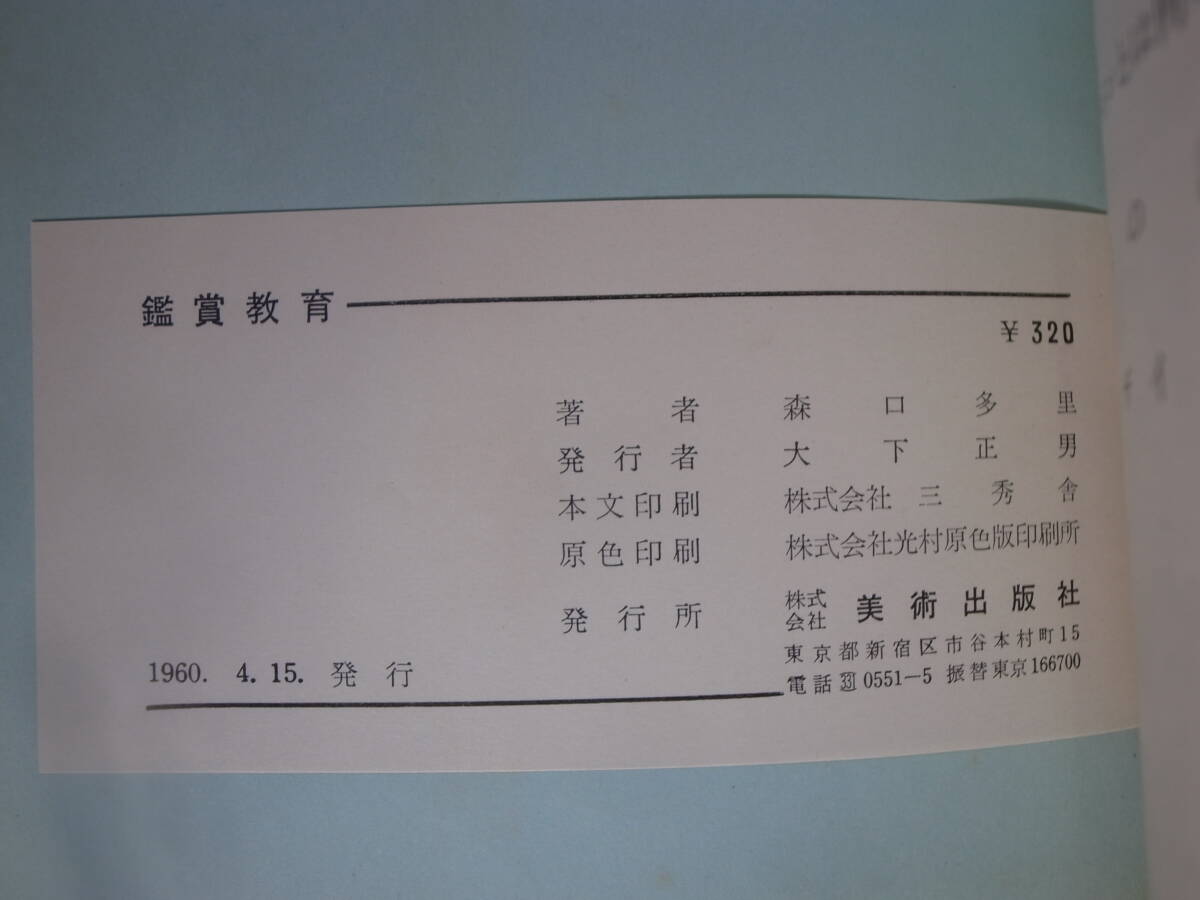 鑑賞教育
¥ 320
著者 森口多里
発行者 大下正男
本文印刷 株式会社 三秀舎
原色印刷 株式会社光村原色版印刷所
発行所 株式会社 美術出版社
東京都新宿区市谷本村町15
電話 0551—5 振替東京166700
1960. 4.15. 発行